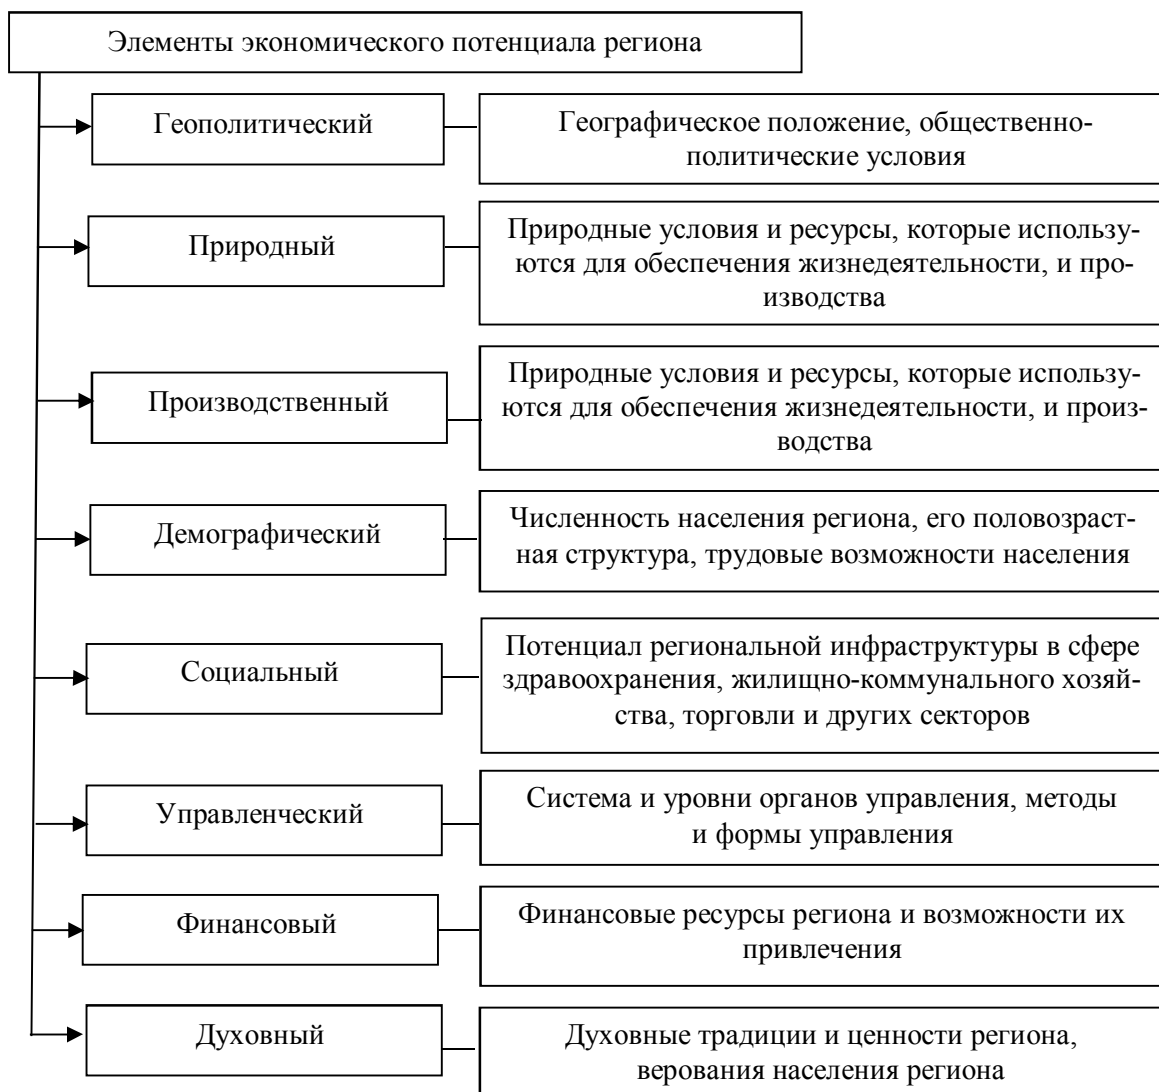 Элементы экономического потенциала региона
Геополитический
Географическое положение, общественно-
политические условия
Природный
Природные условия и ресурсы, которые использу-
ются для обеспечения жизнедеятельности, и про-
изводства
Производственный
Природные условия и ресурсы, которые использу-
ются для обеспечения жизнедеятельности, и произ-
водства
Демографический
Численность населения региона, его половозраст-
ная структура, трудовые возможности населения
Социальный
Потенциал региональной инфраструктуры в сфере
здравоохранения, жилищно-коммунального хозяй-
ства, торговли и других секторов
Управленческий
Система и уровни органов управления, методы
и формы управления
Финансовый
Финансовые ресурсы региона и возможности их
привлечения
Духовный
Духовные традиции и ценности региона,
верования населения региона